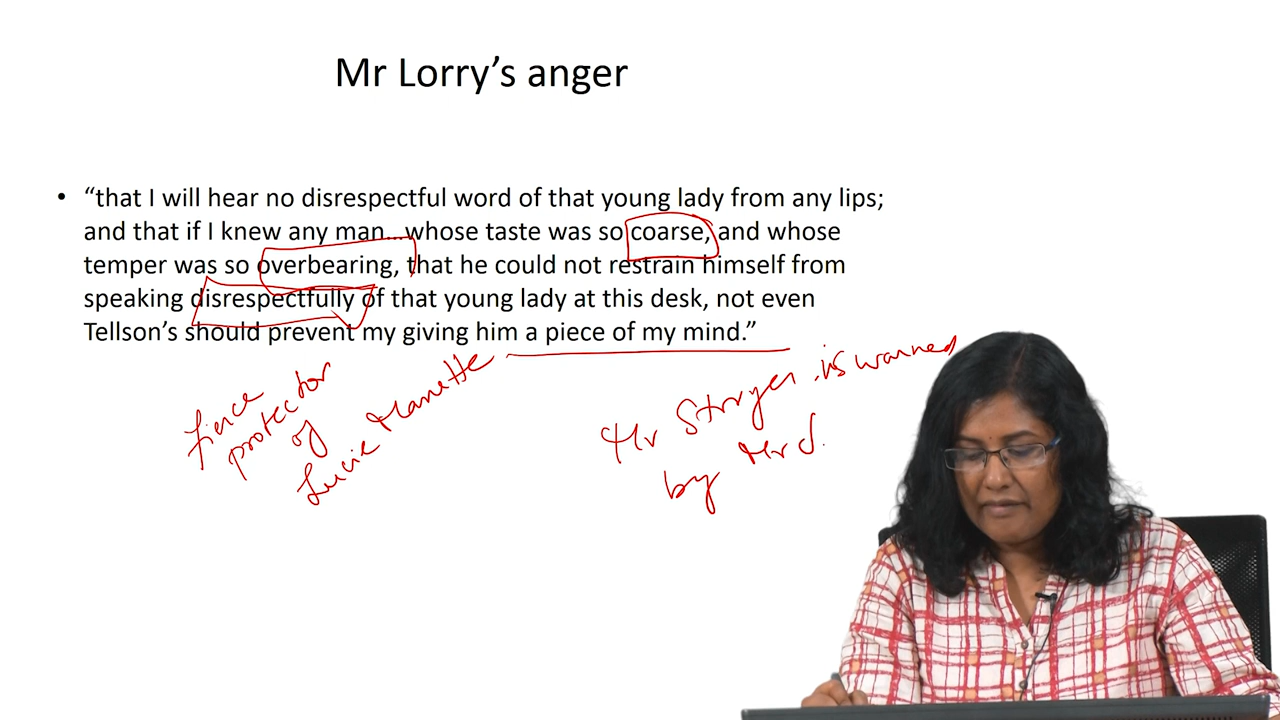 Mr Lorry’s anger
• “that I will hear no disrespectful word of that young lady from any lips;
and that if I knew any man...whose taste was so coarse, and whose
temper was so overbearing, that he could not restrain himself from
speaking disrespectfully of that young lady at this desk, not even
Tellson’s should prevent my giving him a piece of my mind.”
fierce
protector
of
Lucie Manette
Mr Stryer is warned
by Mr